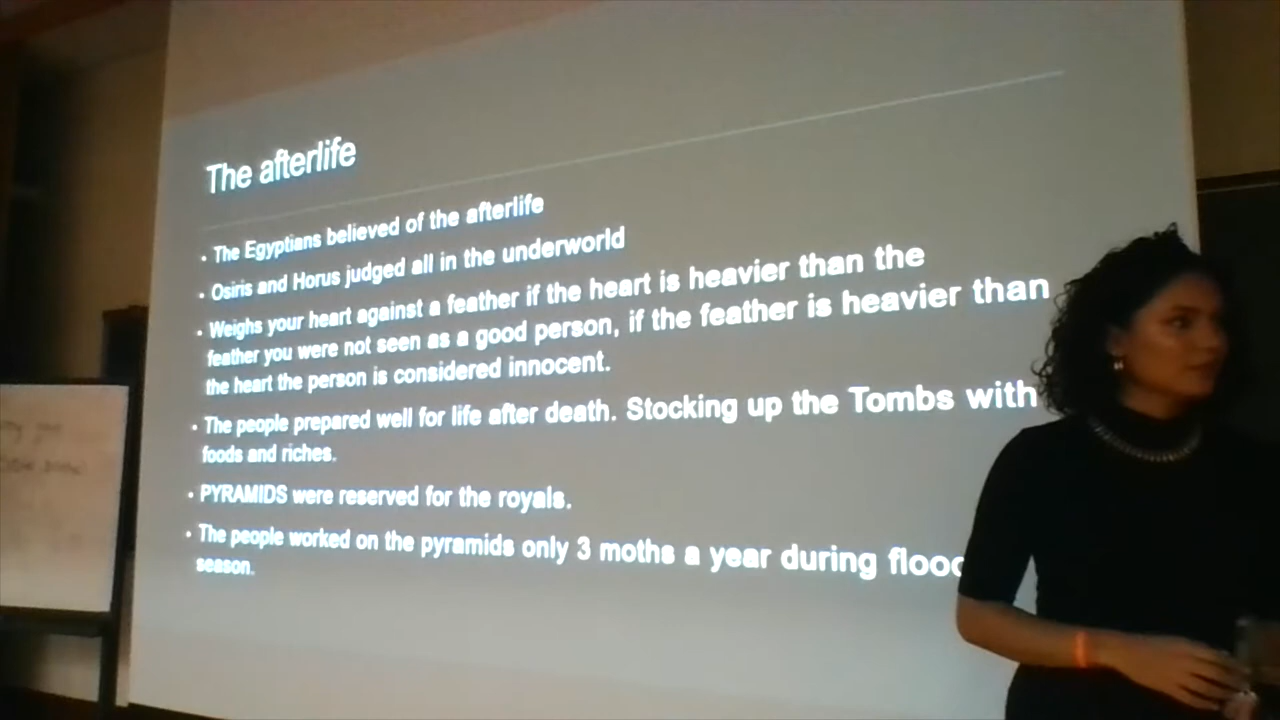 The afterlife
• The Egyptians believed of the afterlife
• Osiris and Horus judged all in the underworld
• Weighs your heart against a feather if the heart is heavier than the
feather you were not seen as a good person, if the feather is heavier than
the heart the person is considered innocent.
• The people prepared well for life after death. Stocking up the Tombs with
foods and riches.
• PYRAMIDS were reserved for the royals.
• The people worked on the pyramids only 3 moths a year during flood
season.